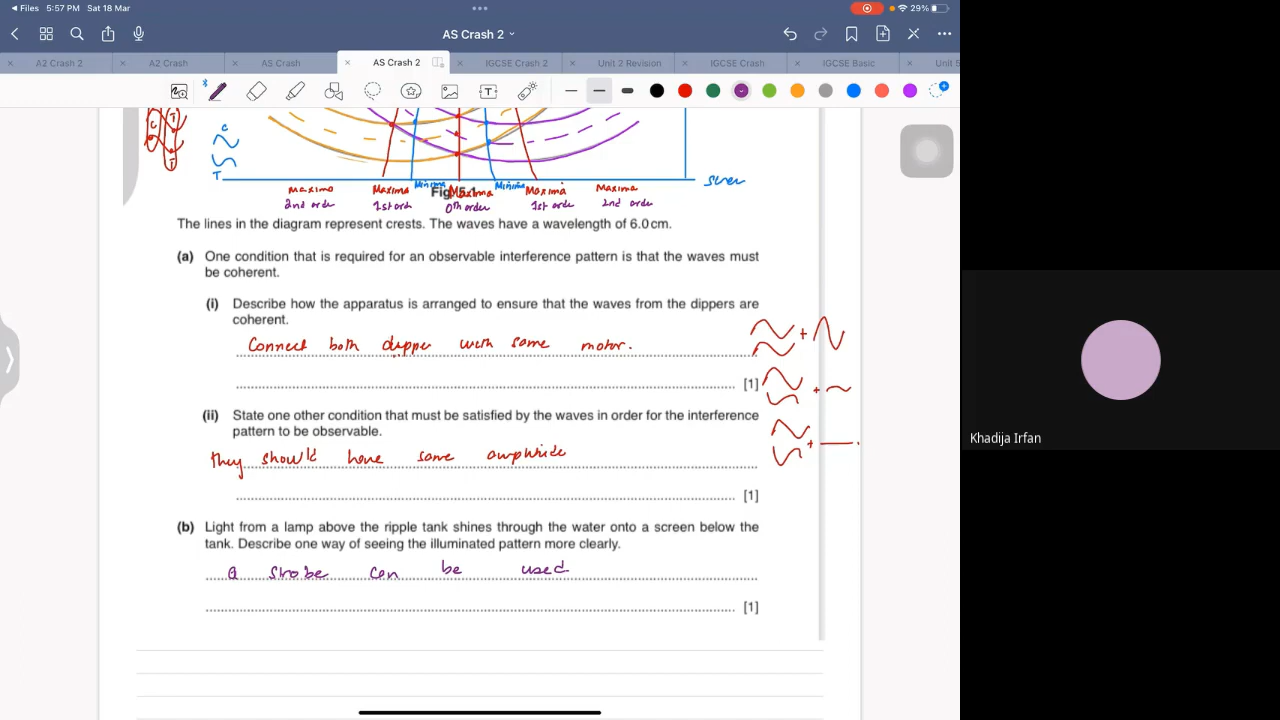 Files 5:57 PM Sat 18 Mar 29%
AS Crash 2
A2 Crash 2 A2 Crash AS Crash AS Crash 2 IGCSE Crash 2 Unit 2 Revision IGCSE Crash IGCSE Basic Unit 5
C
T
C T
T
C
T
screen
Maxima Maxima Minima Maxima Minima Maxima Maxima
Fig. 5.1
2nd order 1st order 0th order 1st order 2nd order
The lines in the diagram represent crests. The waves have a wavelength of 6.0 cm.
(a) One condition that is required for an observable interference pattern is that the waves must
be coherent.
(i) Describe how the apparatus is arranged to ensure that the waves from the dippers are
coherent.
Connect both dipper with same motor.
[1]
(ii) State one other condition that must be satisfied by the waves in order for the interference
pattern to be observable.
they should have same amplitude
[1]
(b) Light from a lamp above the ripple tank shines through the water onto a screen below the
tank. Describe one way of seeing the illuminated pattern more clearly.
a strobe can be used
[1]
Khadija Irfan